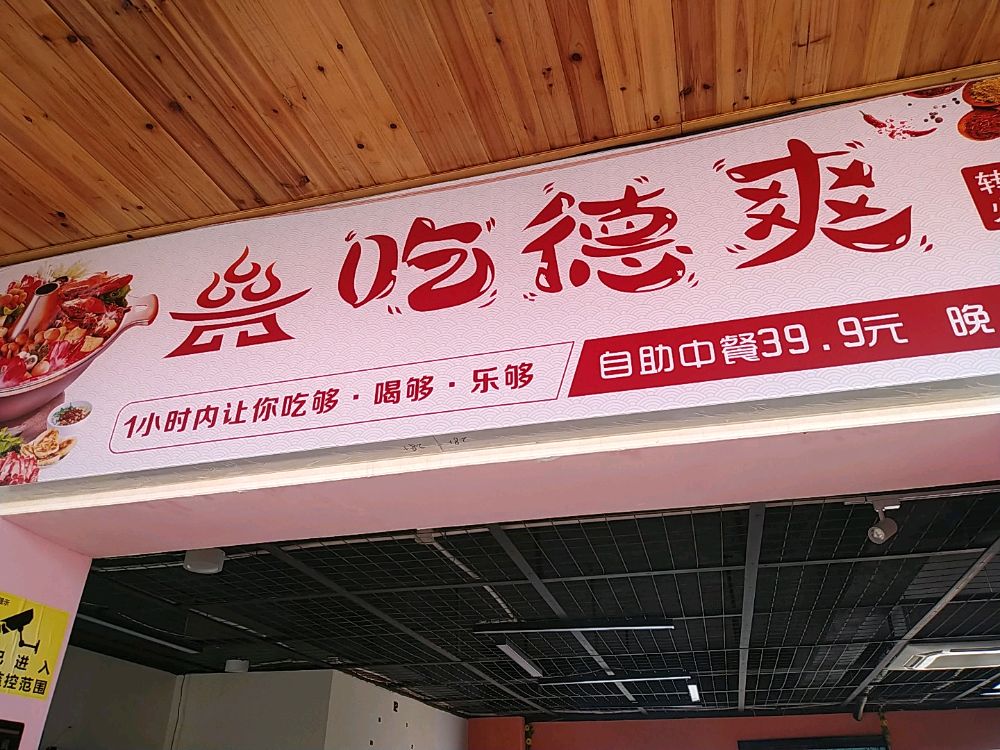 吃德爽
1小时内让你吃够·喝够·乐够
自助中餐39.9元 晚
转
进入
控范围